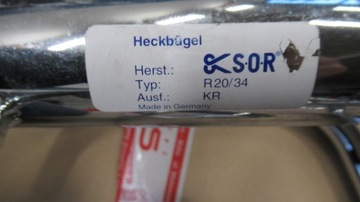 Heckbügel
Herst.: S·O·R
Typ: R20/34
Ausf.: KR
Made in Germany
S